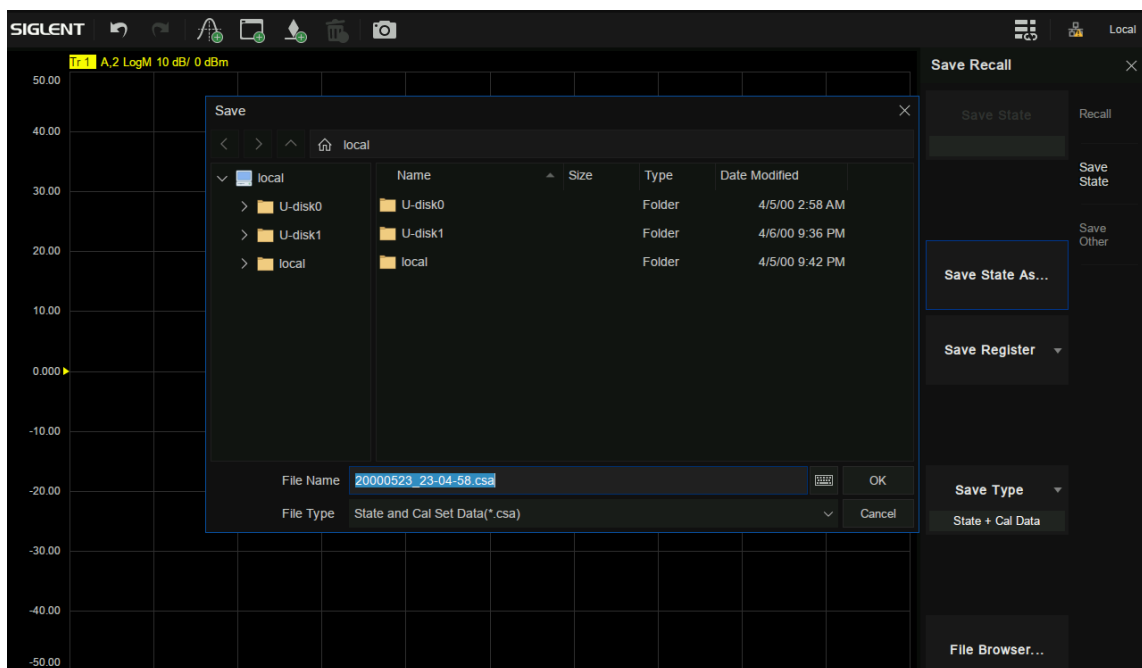 SIGLENT
Local
Tr 1 A,2 LogM 10 dB/ 0 dBm
50.00
40.00
30.00
20.00
10.00
0.000
-10.00
-20.00
-30.00
-40.00
-50.00
Save
local
local
U-disk0
U-disk1
local
Name Size Type Date Modified
U-disk0 Folder 4/5/00 2:58 AM
U-disk1 Folder 4/6/00 9:36 PM
local Folder 4/5/00 9:42 PM
File Name 20000523_23-04-58.csa OK
File Type State and Cal Set Data(*.csa) Cancel
Save Recall
Save State
Save State As...
Save Register
Save Type
State + Cal Data
File Browser...
Recall
Save
State
Save
Other